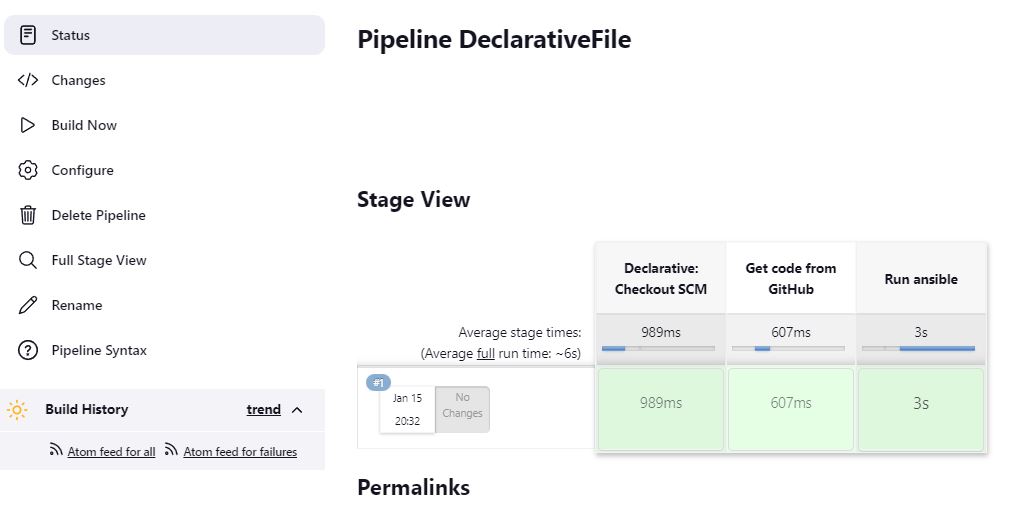 Status
Changes
Build Now
Configure
Delete Pipeline
Full Stage View
Rename
Pipeline Syntax
Build History
trend
Atom feed for all
Atom feed for failures
Pipeline DeclarativeFile
Stage View
Declarative:
Checkout SCM
Get code from
GitHub
Run ansible
Average stage times:
(Average full run time: ~6s)
989ms
607ms
3s
#1
Jan 15
20:32
No
Changes
989ms
607ms
3s
Permalinks